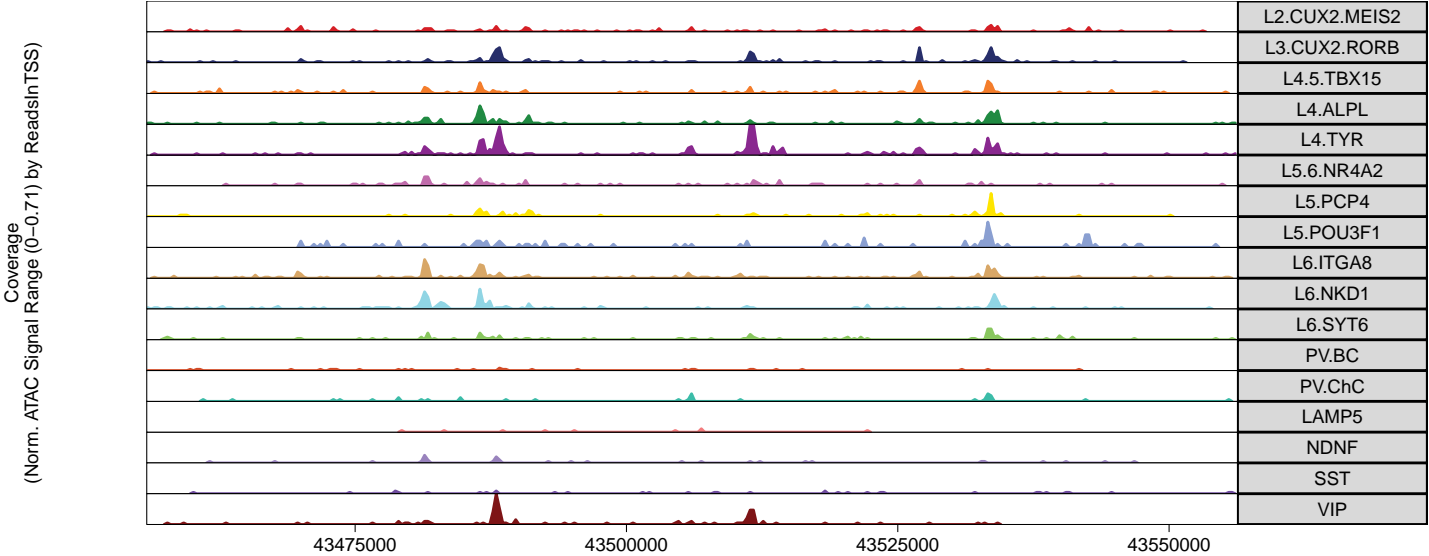 Coverage
(Norm. ATAC Signal Range (0−0.71) by ReadsInTSS)
L2.CUX2.MEIS2
L3.CUX2.RORB
L4.5.TBX15
L4.ALPL
L4.TYR
L5.6.NR4A2
L5.PCP4
L5.POU3F1
L6.ITGA8
L6.NKD1
L6.SYT6
PV.BC
PV.ChC
LAMP5
NDNF
SST
VIP
43475000 43500000 43525000 43550000